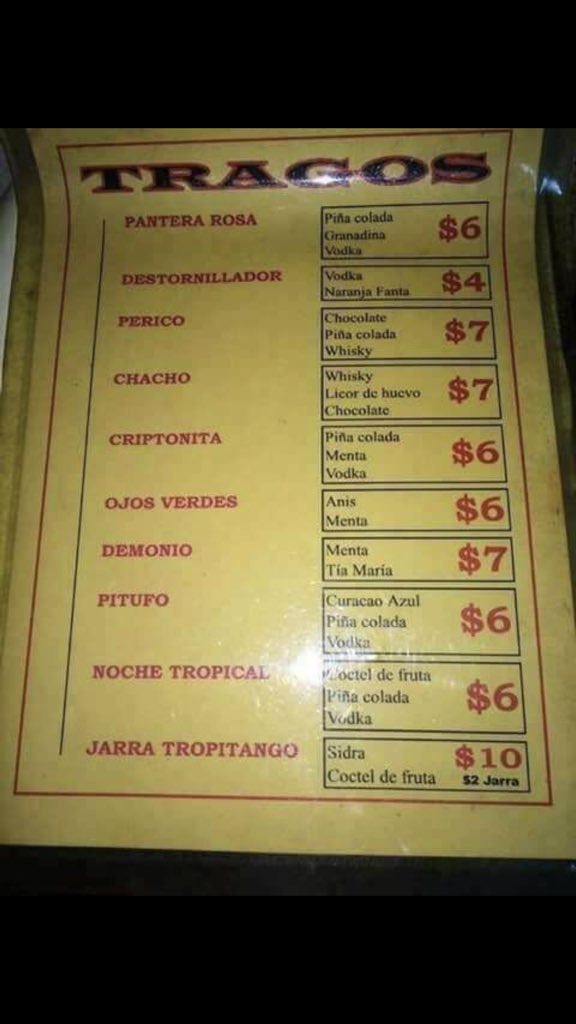 TRAGOS
PANTERA ROSA
Piña colada
Granadina
Vodka
$6
DESTORNILLADOR
Vodka
Naranja Fanta
$4
PERICO
Chocolate
Piña colada
Whisky
$7
CHACHO
Whisky
Licor de huevo
Chocolate
$7
CRIPTONITA
Piña colada
Menta
Vodka
$6
OJOS VERDES
Anis
Menta
$6
DEMONIO
Menta
Tía María
$7
PITUFO
Curacao Azul
Piña colada
Vodka
$6
NOCHE TROPICAL
Coctel de fruta
Piña colada
Vodka
$6
JARRA TROPITANGO
Sidra
Coctel de fruta
$10
$2 Jarra